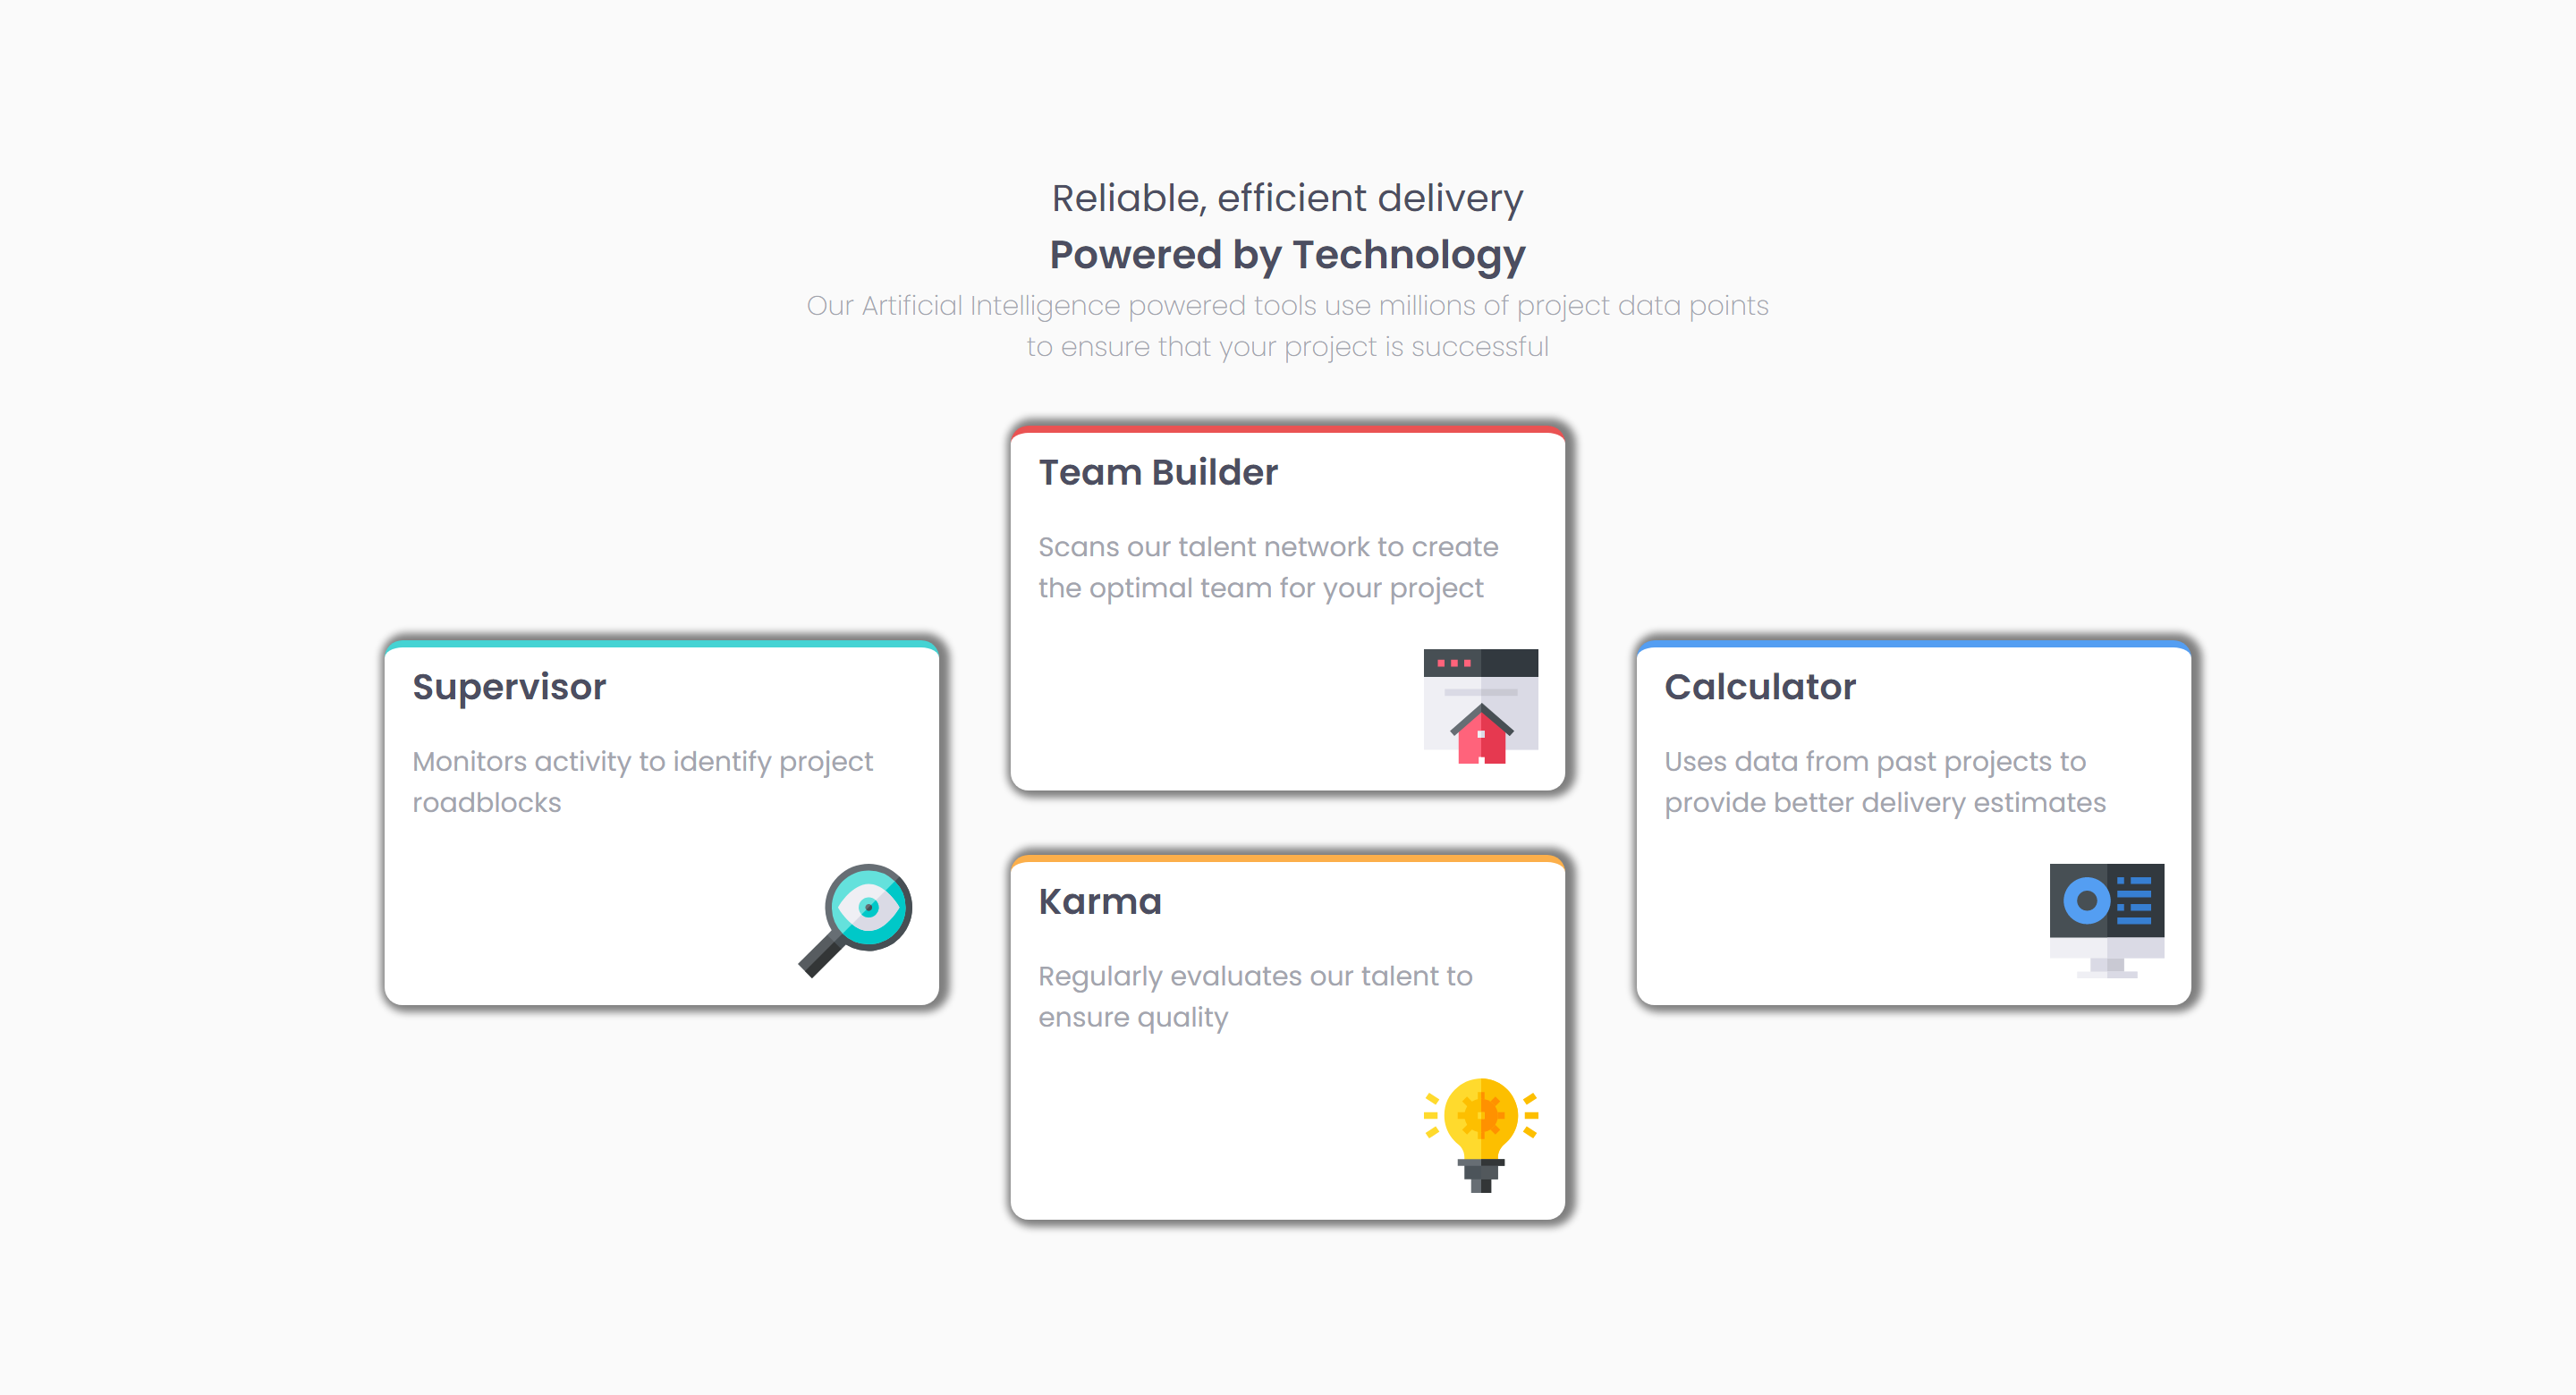 Reliable, efficient delivery
Powered by Technology
Our Artificial Intelligence powered tools use millions of project data points
to ensure that your project is successful
Supervisor
Monitors activity to identify project
roadblocks
Team Builder
Scans our talent network to create
the optimal team for your project
Karma
Regularly evaluates our talent to
ensure quality
Calculator
Uses data from past projects to
provide better delivery estimates